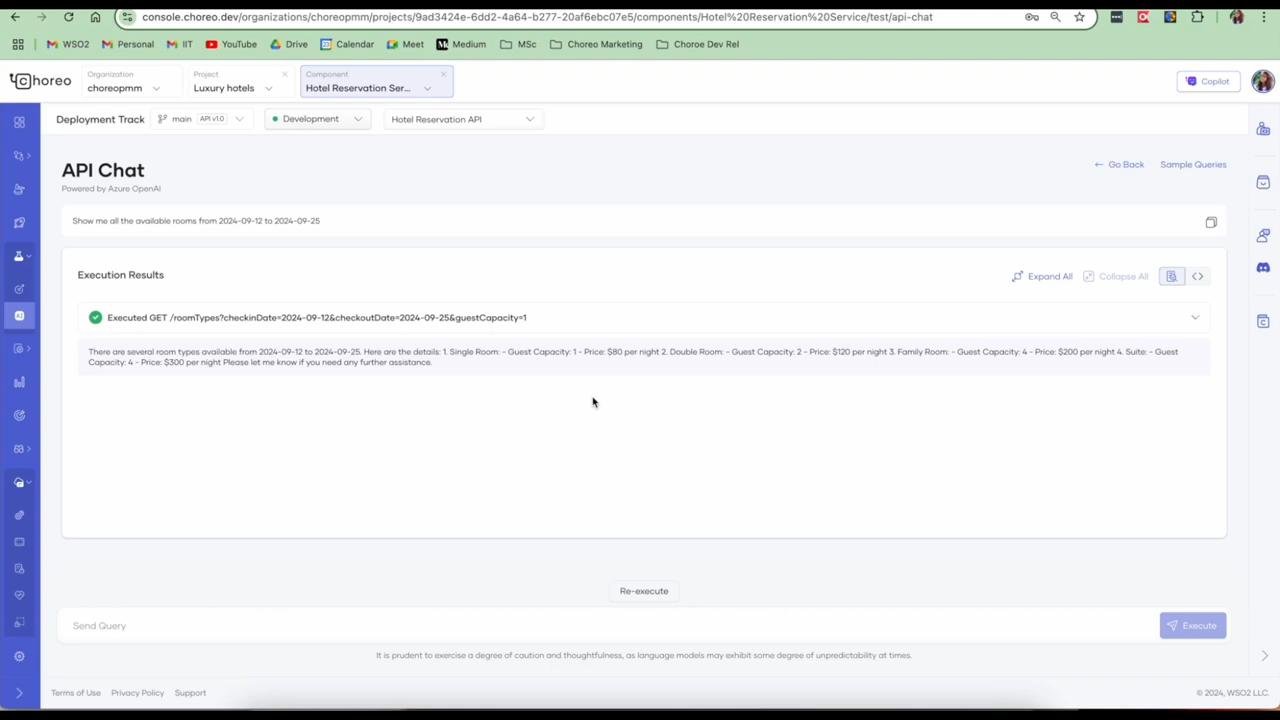 console.choreo.dev/organizations/choreopmm/projects/9ad3424e-6dd2-4a64-b277-20af6ebc07e5/components/Hotel%20Reservation%20Service/test/api-chat
WSO2 Personal IIT YouTube Drive Calendar Meet Medium MSc Choreo Marketing Choroe Dev Rel
Choreo
Organization Project Component
choreopmm Luxury hotels Hotel Reservation Ser...
Copilot
Deployment Track main API v1.0 Development Hotel Reservation API
API Chat
Powered by Azure OpenAI
Go Back Sample Queries
Show me all the available rooms from 2024-09-12 to 2024-09-25
Execution Results
Expand All Collapse All
Executed GET /roomTypes?checkinDate=2024-09-12&checkoutDate=2024-09-25&guestCapacity=1
There are several room types available from 2024-09-12 to 2024-09-25. Here are the details: 1. Single Room: - Guest Capacity: 1 - Price: $80 per night 2. Double Room: - Guest Capacity: 2 - Price: $120 per night 3. Family Room: - Guest Capacity: 4 - Price: $200 per night 4. Suite: - Guest
Capacity: 4 - Price: $300 per night Please let me know if you need any further assistance.
Re-execute
Send Query
Execute
It is prudent to exercise a degree of caution and thoughtfulness, as language models may exhibit some degree of unpredictability at times.
Terms of Use Privacy Policy Support
© 2024, WSO2 LLC.